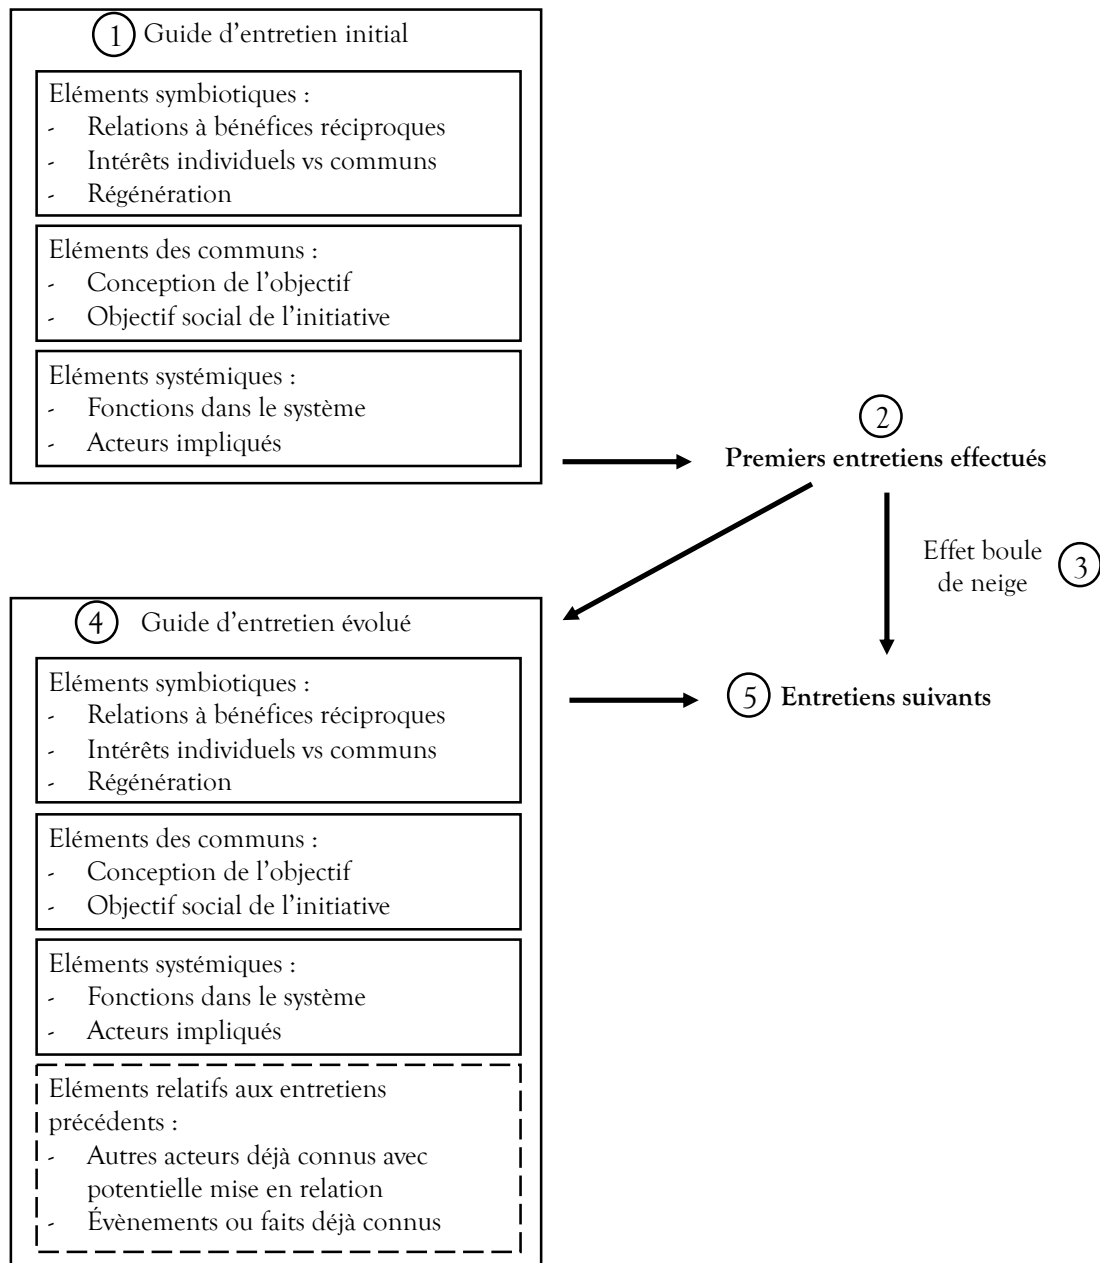 1 Guide d'entretien initial
Eléments symbiotiques :
- Relations à bénéfices réciproques
- Intérêts individuels vs communs
- Régénération
Eléments des communs :
- Conception de l'objectif
- Objectif social de l'initiative
Eléments systémiques :
- Fonctions dans le système
- Acteurs impliqués
2
Premiers entretiens effectués
Effet boule
de neige
3
4 Guide d'entretien évolué
Eléments symbiotiques :
- Relations à bénéfices réciproques
- Intérêts individuels vs communs
- Régénération
Eléments des communs :
- Conception de l'objectif
- Objectif social de l'initiative
Eléments systémiques :
- Fonctions dans le système
- Acteurs impliqués
Eléments relatifs aux entretiens
précédents :
- Autres acteurs déjà connus avec
potentielle mise en relation
- Évènements ou faits déjà connus
5 Entretiens suivants